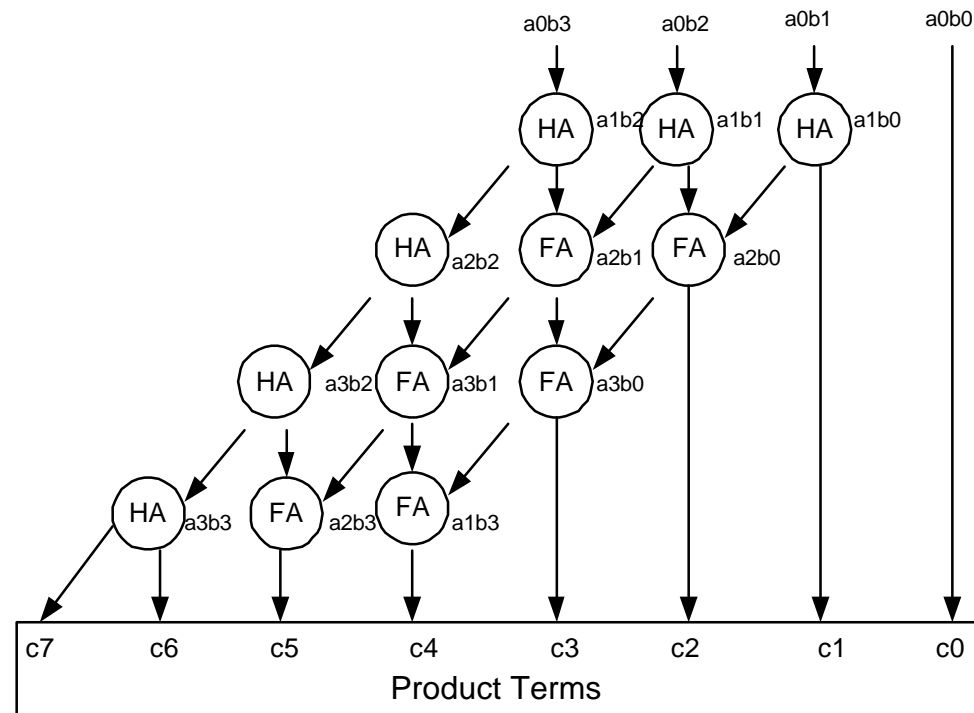 a0b3 a0b2 a0b1 a0b0
HA a1b2 HA a1b1 HA a1b0
HA a2b2 FA a2b1 FA a2b0
HA a3b2 FA a3b1 FA a3b0
HA a3b3 FA a2b3 FA a1b3
c7 c6 c5 c4 c3 c2 c1 c0
Product Terms